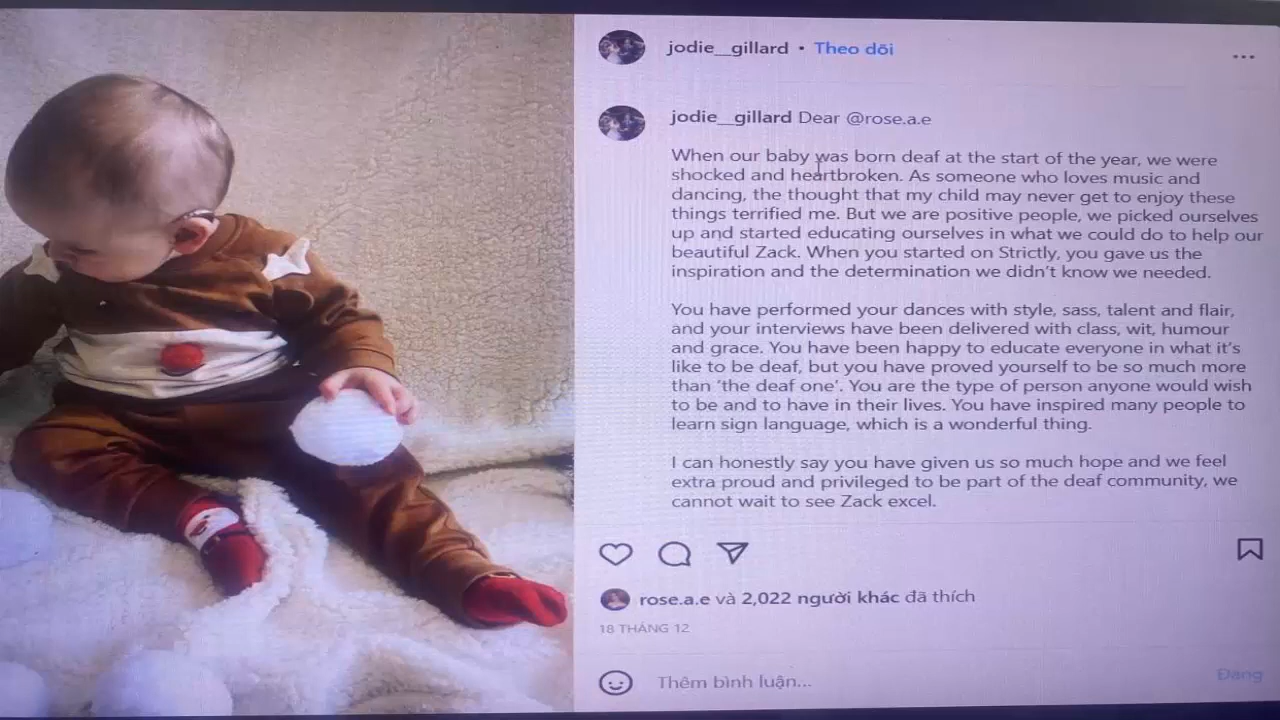 jodie__gillard • Theo dõi
jodie__gillard Dear @rose.a.e
When our baby was born deaf at the start of the year, we were
shocked and heartbroken. As someone who loves music and
dancing, the thought that my child may never get to enjoy these
things terrified me. But we are positive people, we picked ourselves
up and started educating ourselves in what we could do to help our
beautiful Zack. When you started on Strictly, you gave us the
inspiration and the determination we didn't know we needed.
You have performed your dances with style, sass, talent and flair,
and your interviews have been delivered with class, wit, humour
and grace. You have been happy to educate everyone in what it's
like to be deaf, but you have proved yourself to be so much more
than 'the deaf one'. You are the type of person anyone would wish
to be and to have in their lives. You have inspired many people to
learn sign language, which is a wonderful thing.
I can honestly say you have given us so much hope and we feel
extra proud and privileged to be part of the deaf community, we
cannot wait to see Zack excel.
rose.a.e và 2,022 người khác đã thích
18 THÁNG 12
Thêm bình luận...
Đăng